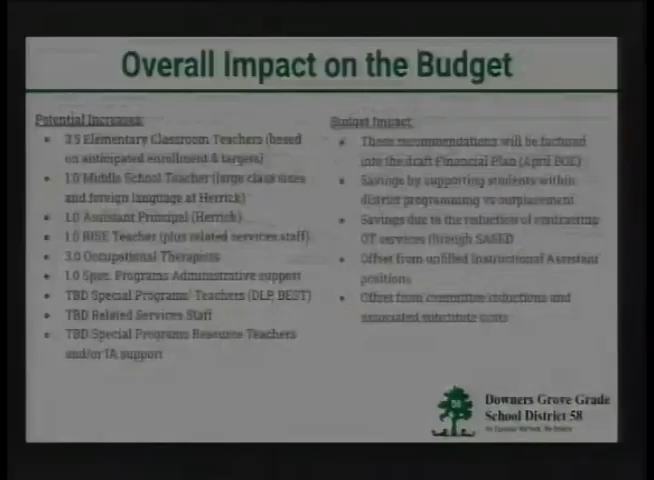 Overall Impact on the Budget
Potential Increases:
• 3.5 Elementary Classroom Teachers (based
on anticipated enrollment & targets)
• 1.0 Middle School Teacher (large class sizes
and foreign language at Herrick)
• 1.0 Assistant Principal (Herrick)
• 1.0 RISE Teacher (plus related services staff)
• 3.0 Occupational Therapists
• 1.0 Spec. Programs Administrative support
• TBD Special Programs' Teachers (DLP, BEST)
• TBD Related Services Staff
• TBD Special Programs Resource Teachers
and/or IA support
Budget Impact:
• These recommendations will be factored
into the draft Financial Plan (April BOE)
• Savings by supporting students within
district programming vs outplacement
• Savings due to the reduction of contracting
OT services through SASED
• Offset from unfilled Instructional Assistant
positions
• Offset from committee reductions and
associated substitute costs
58
Downers Grove Grade
School District 58